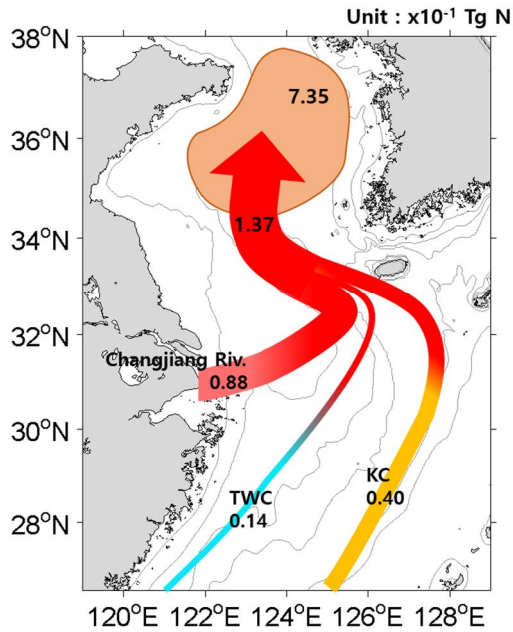 Unit : x10⁻¹ Tg N
38°N
7.35
36°N
1.37
34°N
32°N
Changjiang Riv.
0.88
30°N
KC
0.40
TWC
0.14
28°N
120°E 122°E 124°E 126°E 128°E